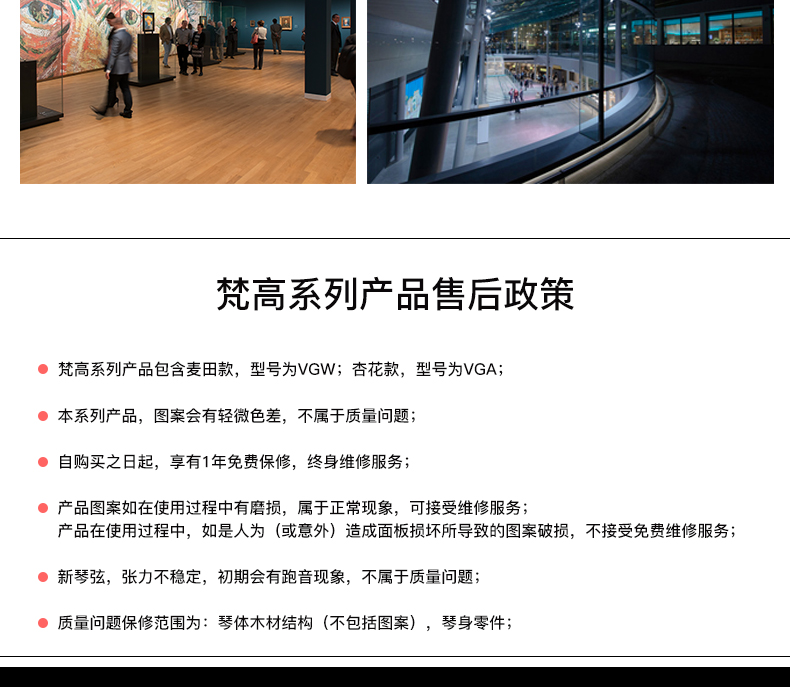 梵高系列产品售后政策
梵高系列产品包含麦田款，型号为VGW；杏花款，型号为VGA；
本系列产品，图案会有轻微色差，不属于质量问题；
自购买之日起，享有1年免费保修，终身维修服务；
产品图案如在使用过程中有磨损，属于正常现象，可接受维修服务；
产品在使用过程中，如是人为（或意外）造成面板损坏所导致的图案破损，不接受免费维修服务；
新琴弦，张力不稳定，初期会有跑音现象，不属于质量问题；
质量问题保修范围为：琴体木材结构（不包括图案），琴身零件；